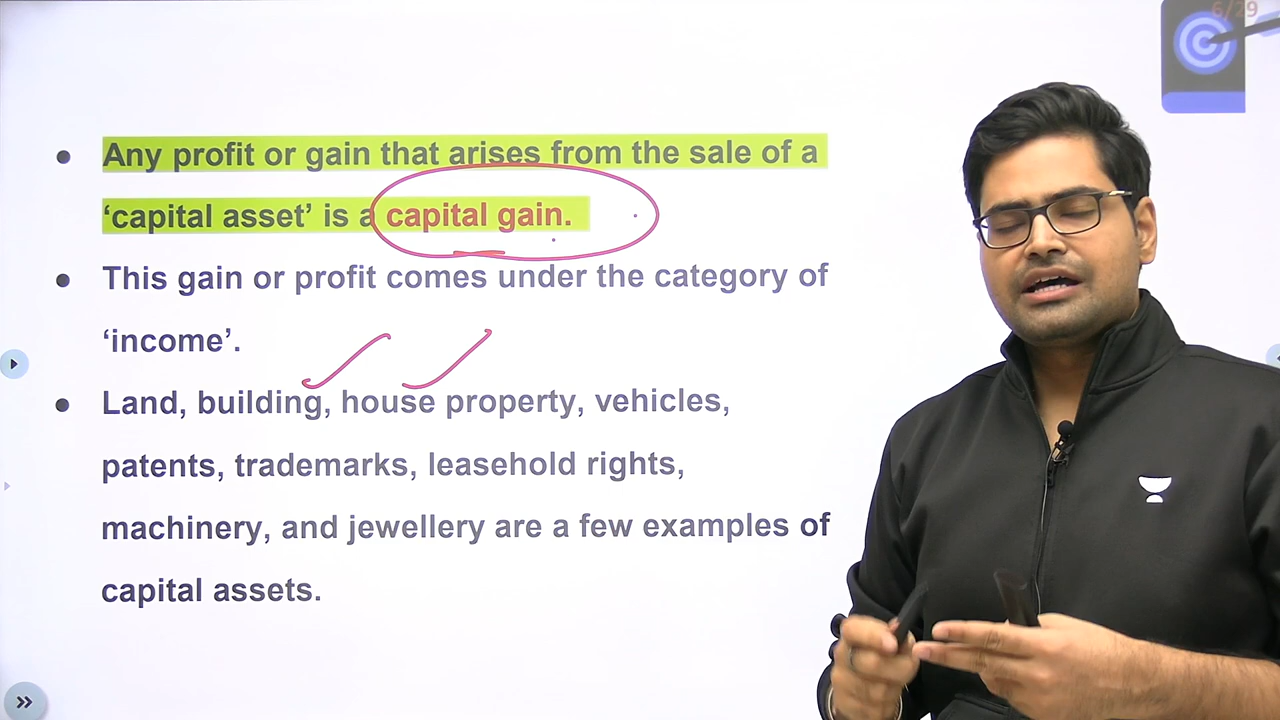 6/29
Any profit or gain that arises from the sale of a
‘capital asset’ is a capital gain.
This gain or profit comes under the category of
‘income’.
Land, building, house property, vehicles,
patents, trademarks, leasehold rights,
machinery, and jewellery are a few examples of
capital assets.